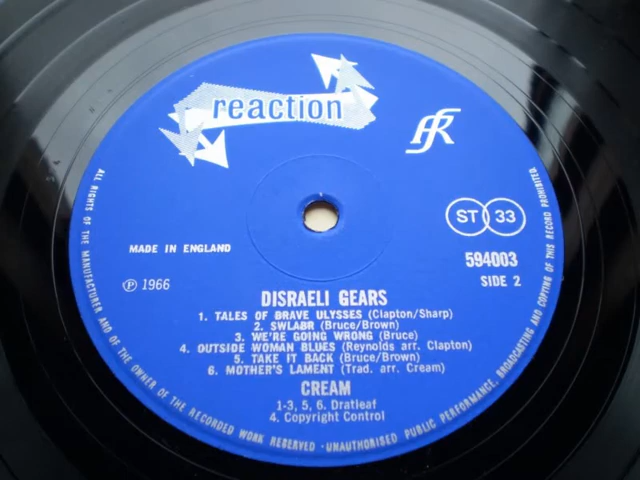 reaction
ST 33
594003
SIDE 2
MADE IN ENGLAND
℗ 1966
DISRAELI GEARS
1. TALES OF BRAVE ULYSSES (Clapton/Sharp)
2. SWLABR (Bruce/Brown)
3. WE'RE GOING WRONG (Bruce)
4. OUTSIDE WOMAN BLUES (Reynolds arr. Clapton)
5. TAKE IT BACK (Bruce/Brown)
6. MOTHER'S LAMENT (Trad. arr. Cream)
CREAM
1-3, 5, 6. Dratleaf
4. Copyright Control
ALL RIGHTS OF THE MANUFACTURER AND OF THE OWNER OF THE RECORDED WORK RESERVED · UNAUTHORISED PUBLIC PERFORMANCE, BROADCASTING AND COPYING OF THIS RECORD PROHIBITED.